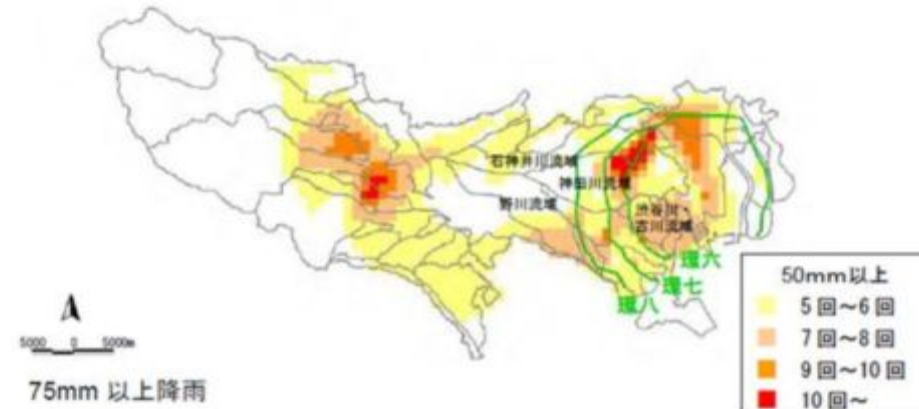 石神井川流域
神田川流域
野川流域
渋谷川・
古川流域
環六
環七
環八
5000 0 5000m
75mm 以上降雨
50mm以上
5回～6回
7回～8回
9回～10回
10回～